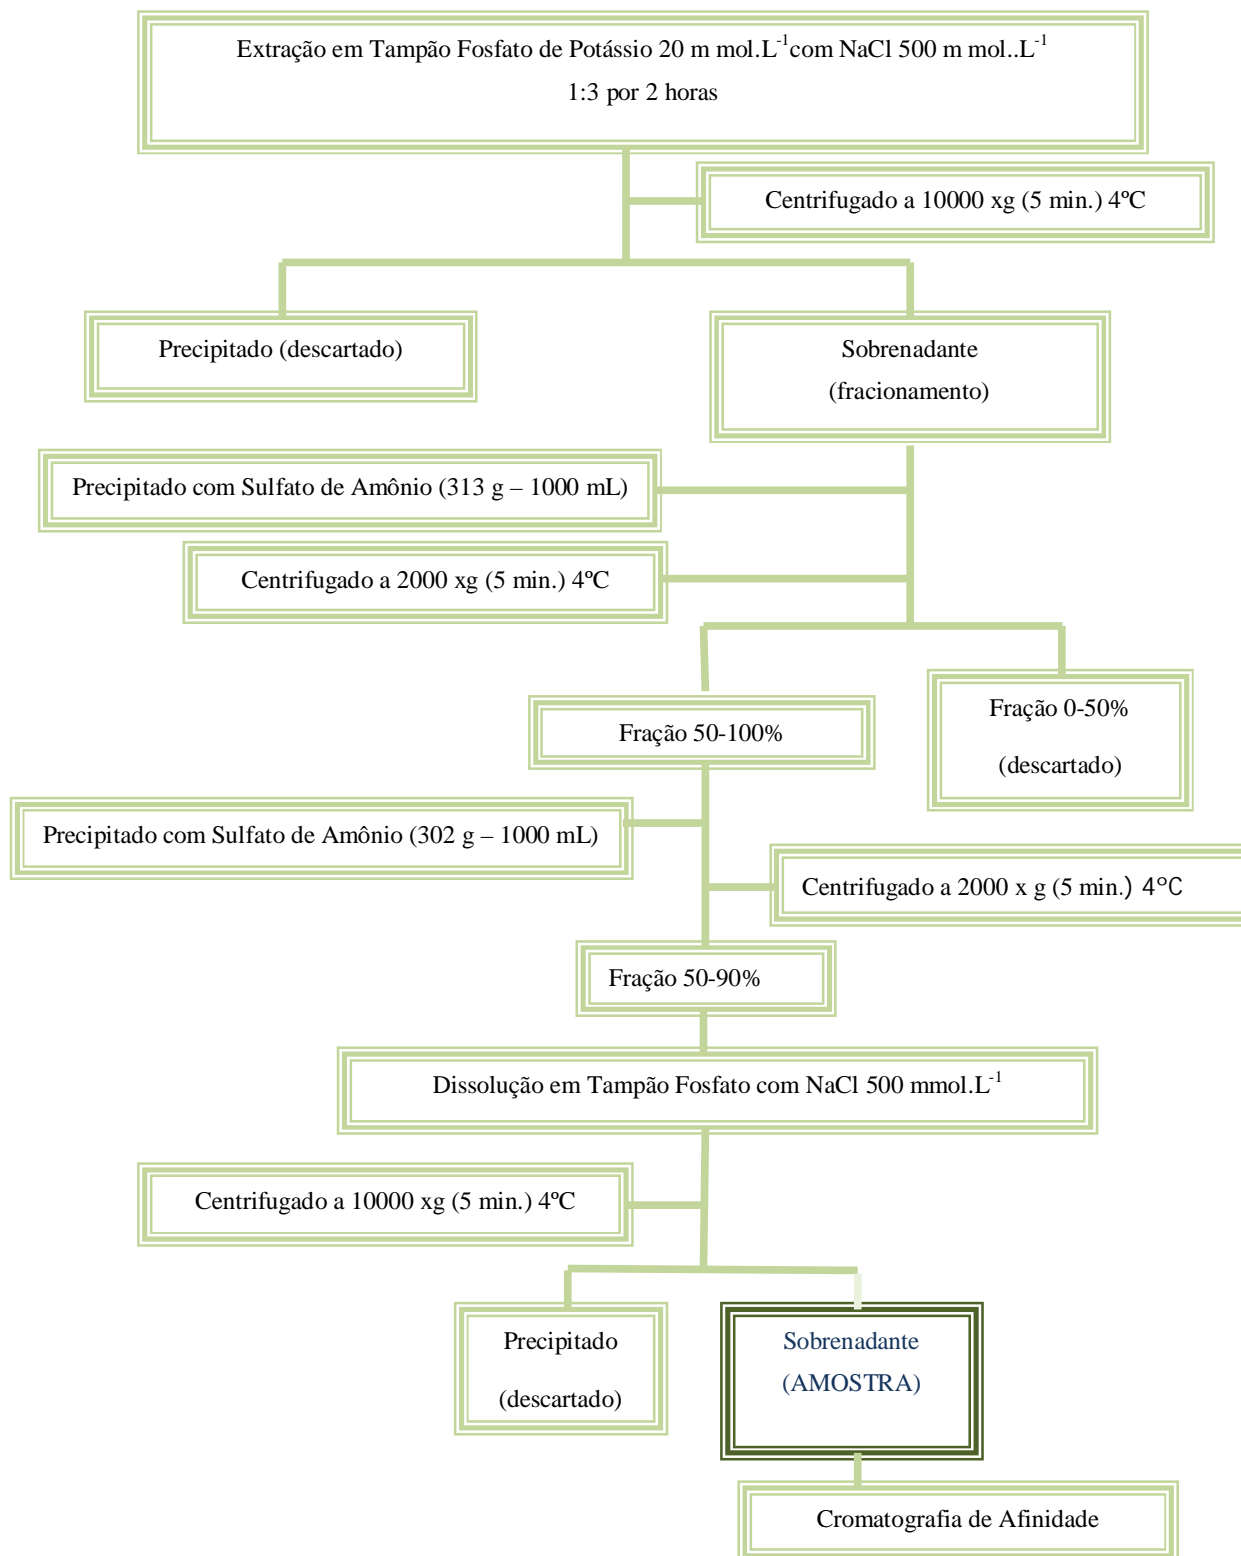 Extração em Tampão Fosfato de Potássio 20 m mol.L-1com NaCl 500 m mol..L-1
1:3 por 2 horas
Centrifugado a 10000 xg (5 min.) 4ºC
Precipitado (descartado)
Sobrenadante
(fracionamento)
Precipitado com Sulfato de Amônio (313 g – 1000 mL)
Centrifugado a 2000 xg (5 min.) 4ºC
Fração 50-100%
Fração 0-50%
(descartado)
Precipitado com Sulfato de Amônio (302 g – 1000 mL)
Centrifugado a 2000 x g (5 min.) 4ºC
Fração 50-90%
Dissolução em Tampão Fosfato com NaCl 500 mmol.L-1
Centrifugado a 10000 xg (5 min.) 4ºC
Precipitado
(descartado)
Sobrenadante
(AMOSTRA)
Cromatografia de Afinidade